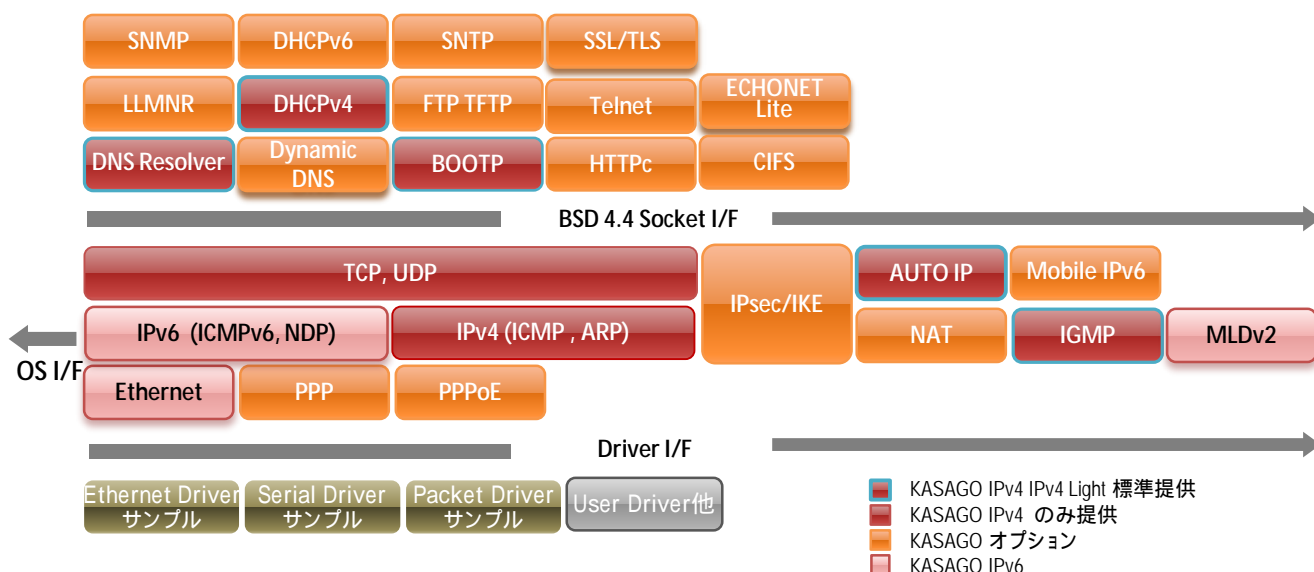 SNMP
DHCPv6
SNTP
SSL/TLS
LLMNR
DHCPv4
FTP TFTP
Telnet
ECHONET
Lite
DNS Resolver
Dynamic
DNS
BOOTP
HTTPc
CIFS
BSD 4.4 Socket I/F
TCP, UDP
IPsec/IKE
AUTO IP
Mobile IPv6
IPv6 (ICMPv6, NDP)
IPv4 (ICMP , ARP)
NAT
IGMP
MLDv2
OS I/F
Ethernet
PPP
PPPoE
Driver I/F
Ethernet Driver
サンプル
Serial Driver
サンプル
Packet Driver
サンプル
User Driver他
KASAGO IPv4 IPv4 Light 標準提供
KASAGO IPv4 のみ提供
KASAGO オプション
KASAGO IPv6